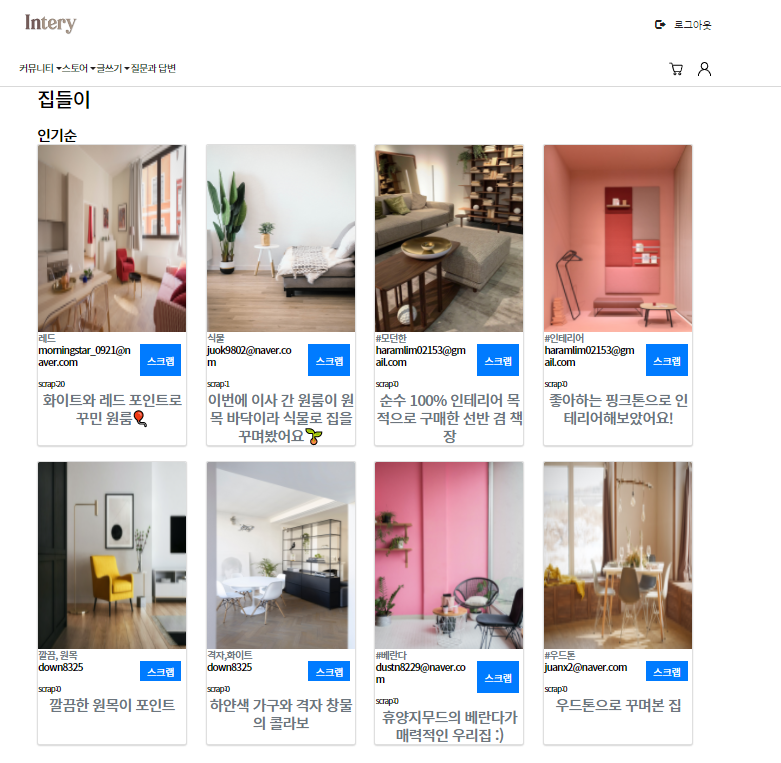 Intery
로그아웃
커뮤니티 스토어 글쓰기 질문과 답변
집들이
인기순
레드
morningstar_0921@n
aver.com
스크랩
scrap:20
화이트와 레드 포인트로
꾸민 원룸🎈
식물
juok9802@naver.co
m
스크랩
scrap:1
이번에 이사 간 원룸이 원
목 바닥이라 식물로 집을
꾸며봤어요🌱
#모던한
haramlim02153@gm
ail.com
스크랩
scrap:0
순수 100% 인테리어 목
적으로 구매한 선반 겸 책
장
#인테리어
haramlim02153@gm
ail.com
스크랩
scrap:0
좋아하는 핑크톤으로 인
테리어해보았어요!
깔끔, 원목
down8325
스크랩
scrap:0
깔끔한 원목이 포인트
격자,화이트
down8325
스크랩
scrap:0
하얀색 가구와 격자 창물
의 콜라보
#베란다
dustn8229@naver.co
m
스크랩
scrap:0
휴양지무드의 베란다가
매력적인 우리집 :)
#우드톤
juanx2@naver.com
스크랩
scrap:0
우드톤으로 꾸며본 집